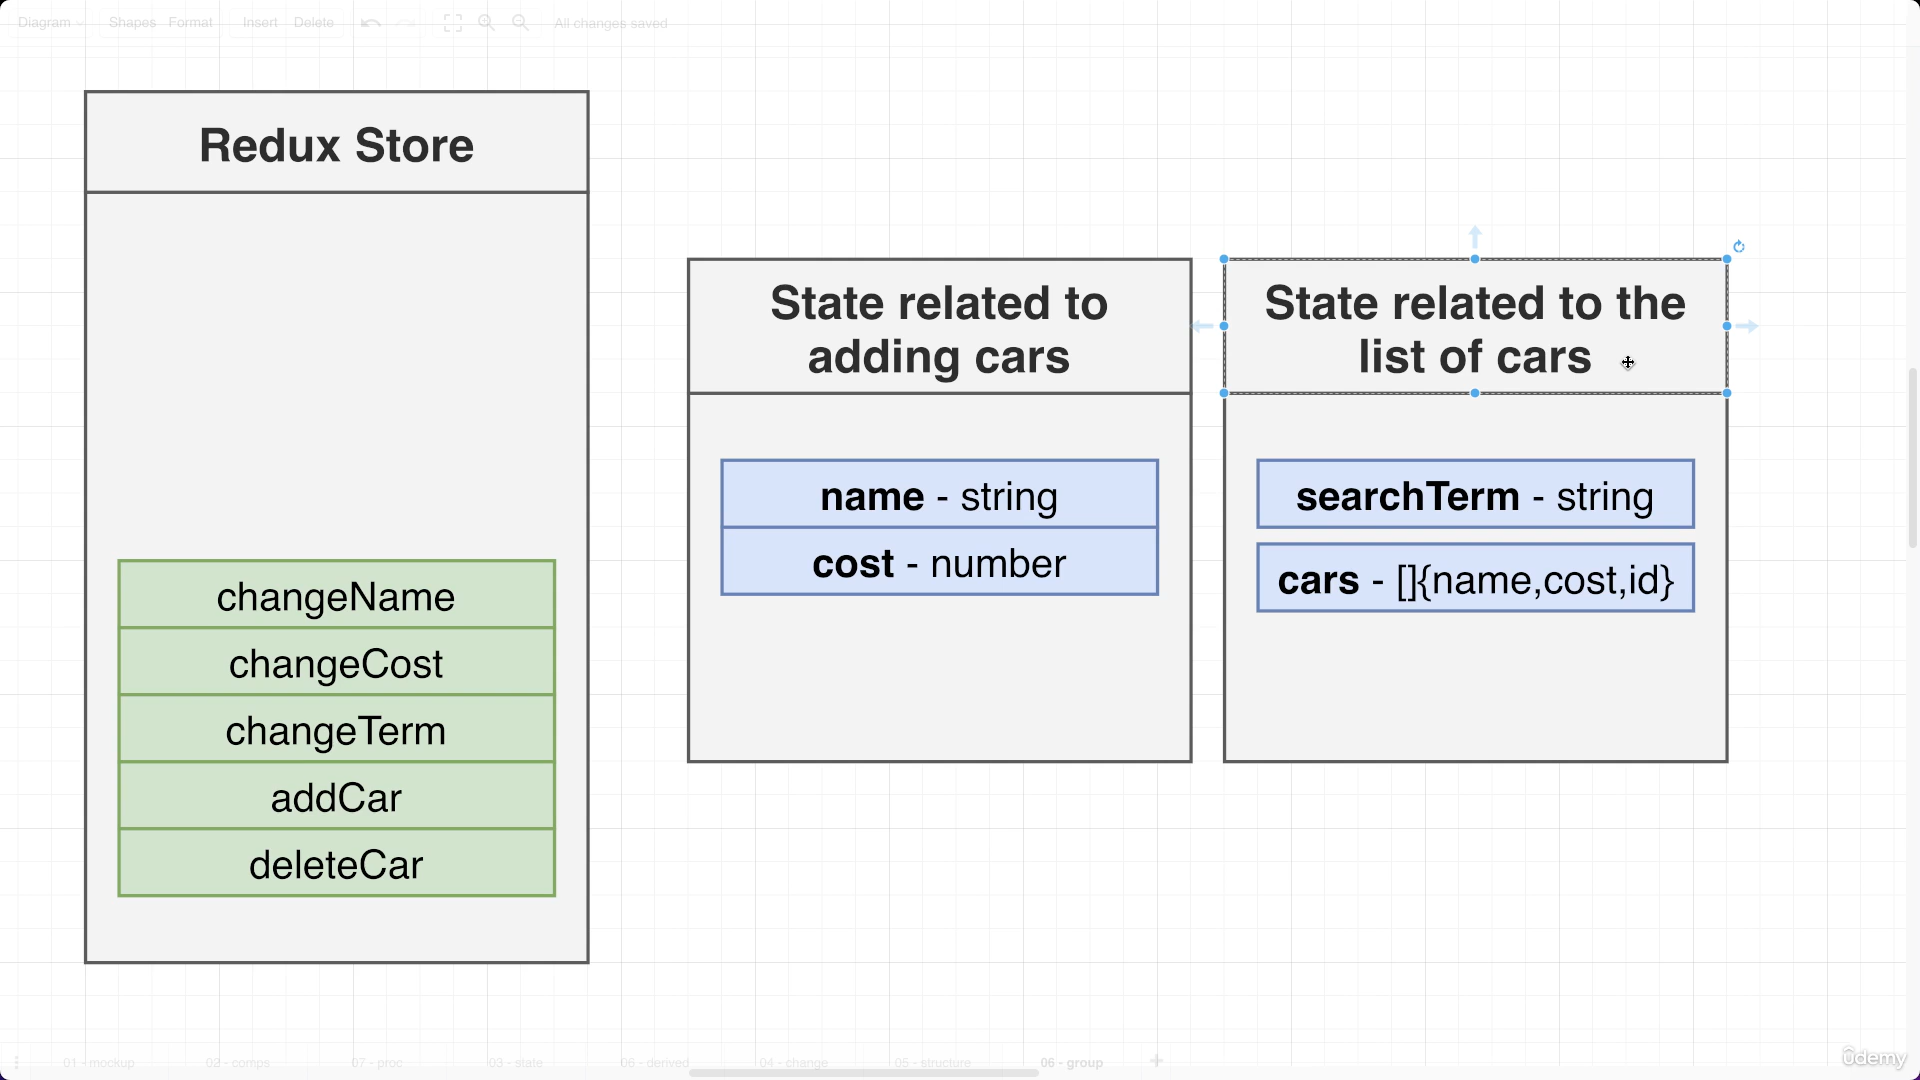 Diagram
Shapes
Format
Insert
Delete
All changes saved
Redux Store
changeName
changeCost
changeTerm
addCar
deleteCar
State related to
adding cars
name - string
cost - number
State related to the
list of cars
searchTerm - string
cars - []{name,cost,id}
01 - mockup
02 - comps
07 - proc
03 - state
06 - derived
04 - change
05 - structure
06 - group
ûdemy